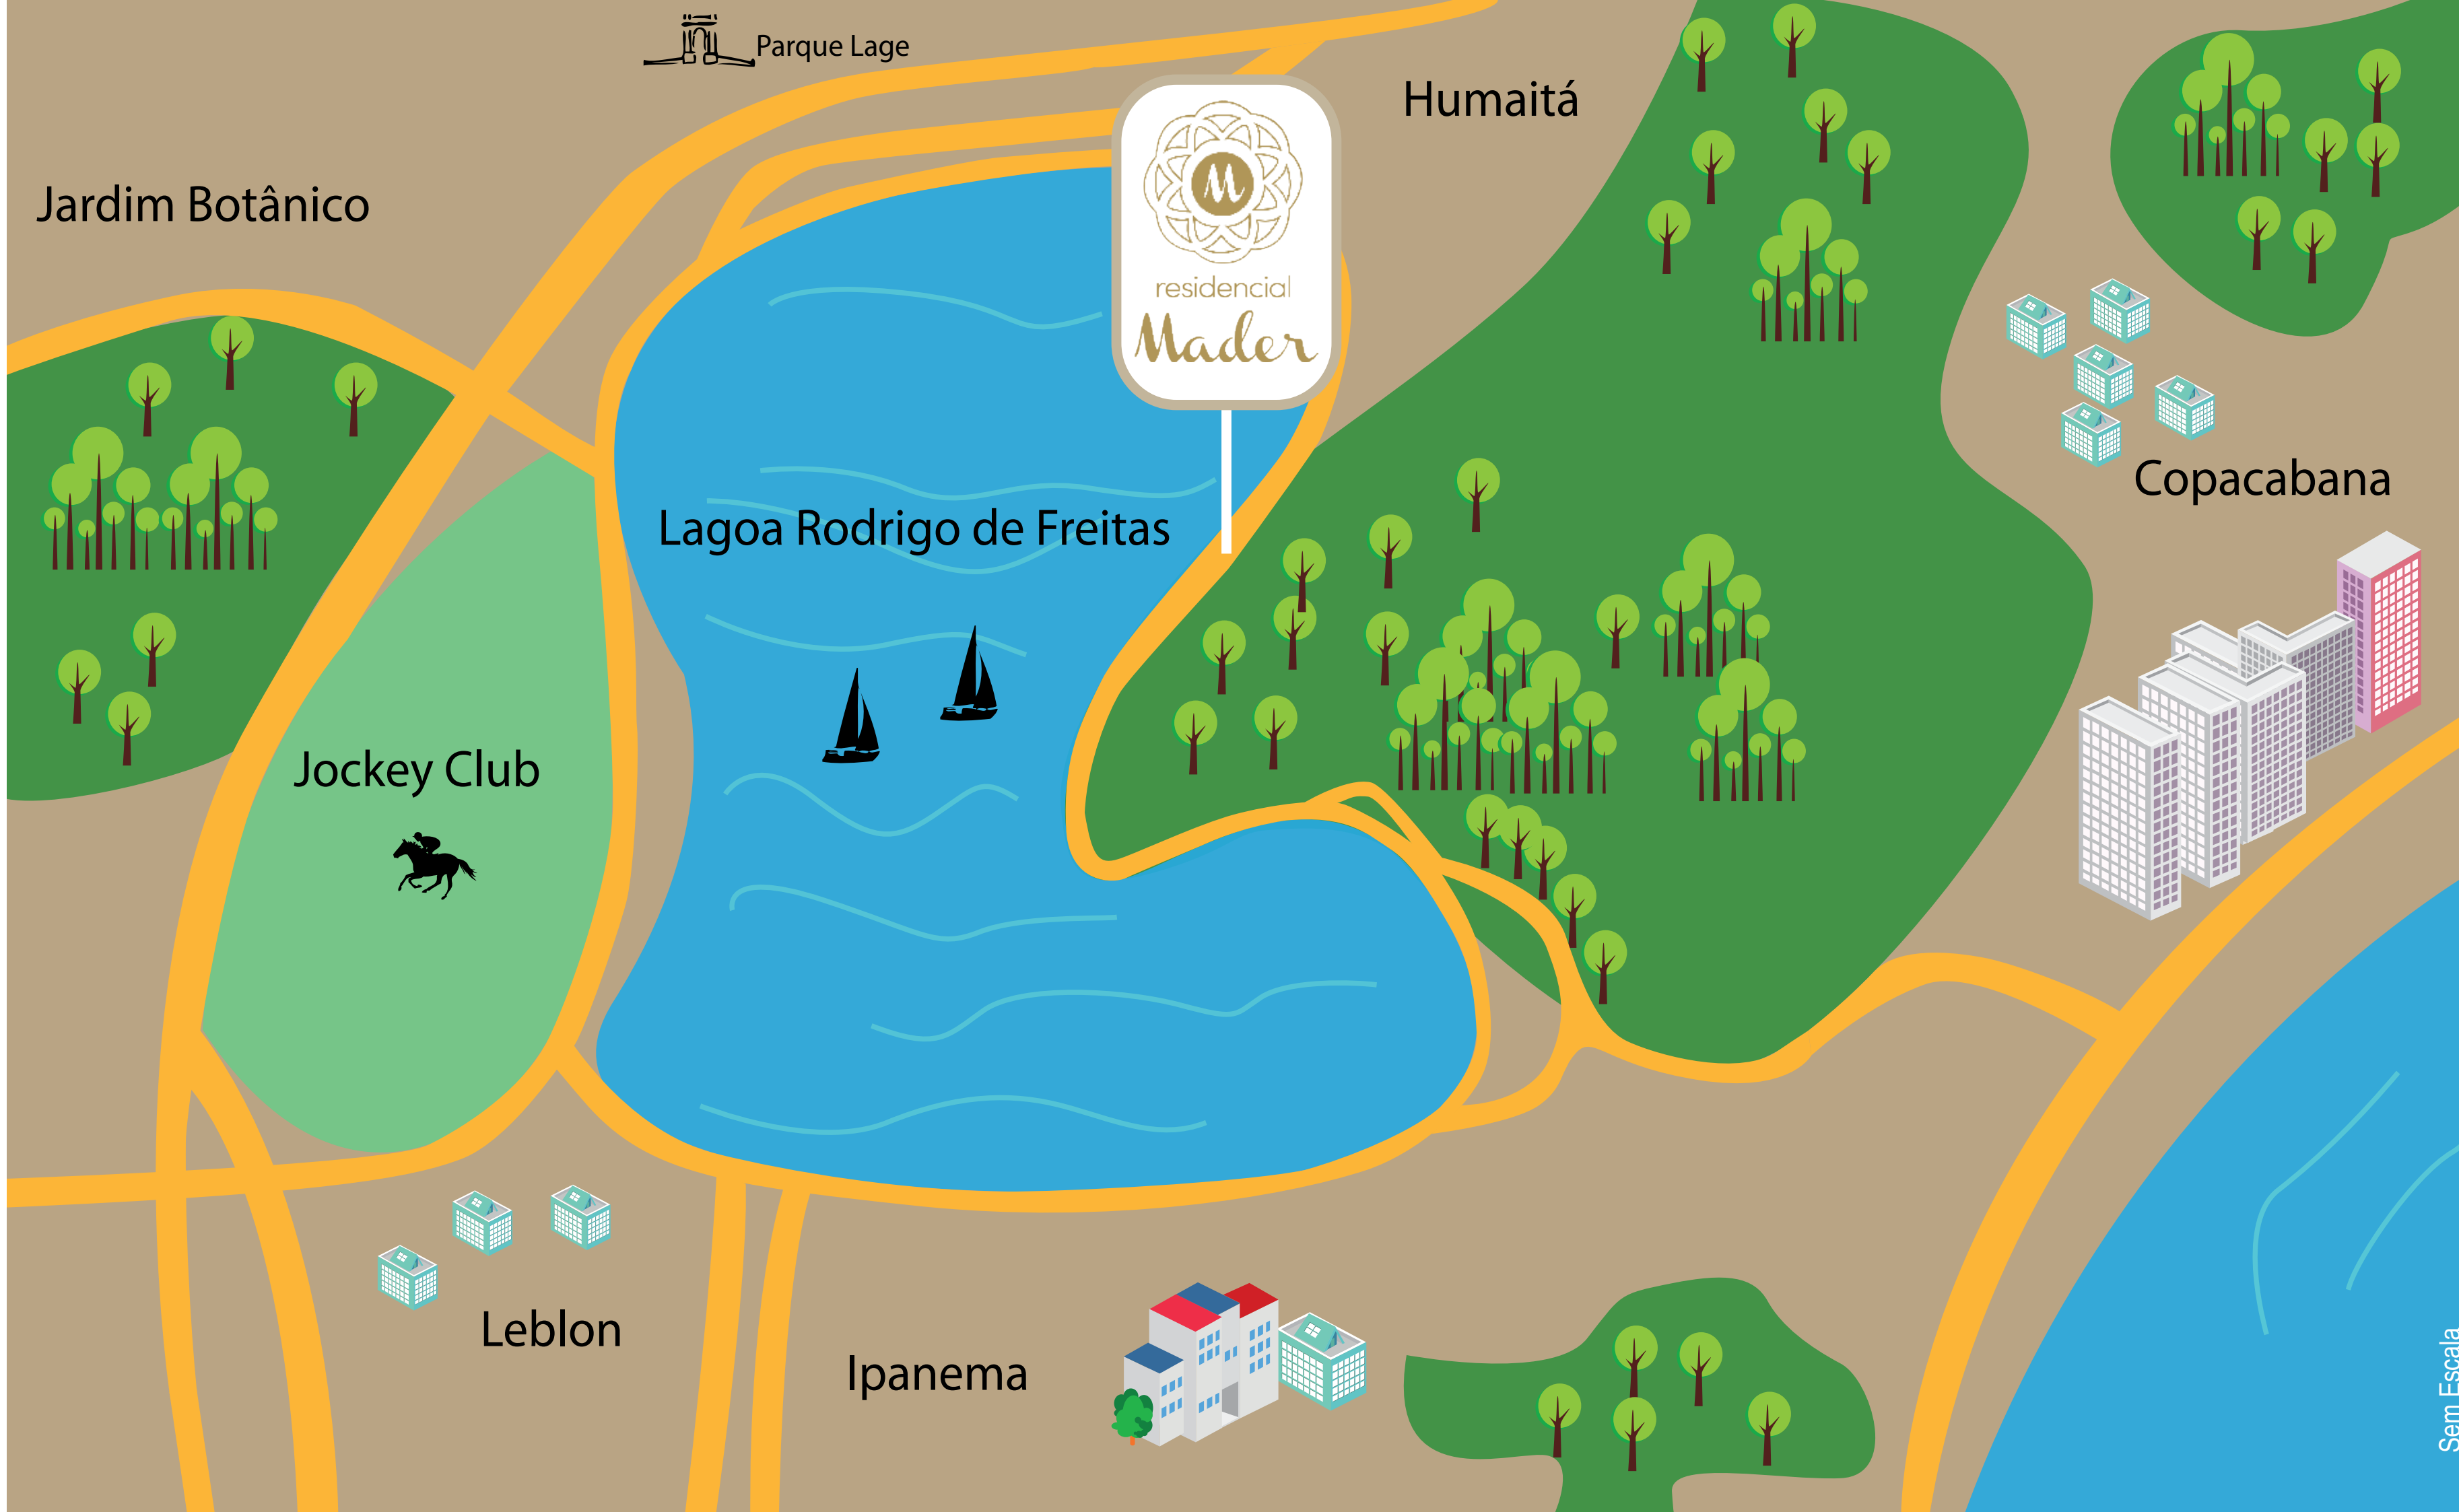 Parque Lage
Humaitá
Jardim Botânico
M
residencial
Mader
Copacabana
Lagoa Rodrigo de Freitas
Jockey Club
Leblon
Ipanema
Sem Escala